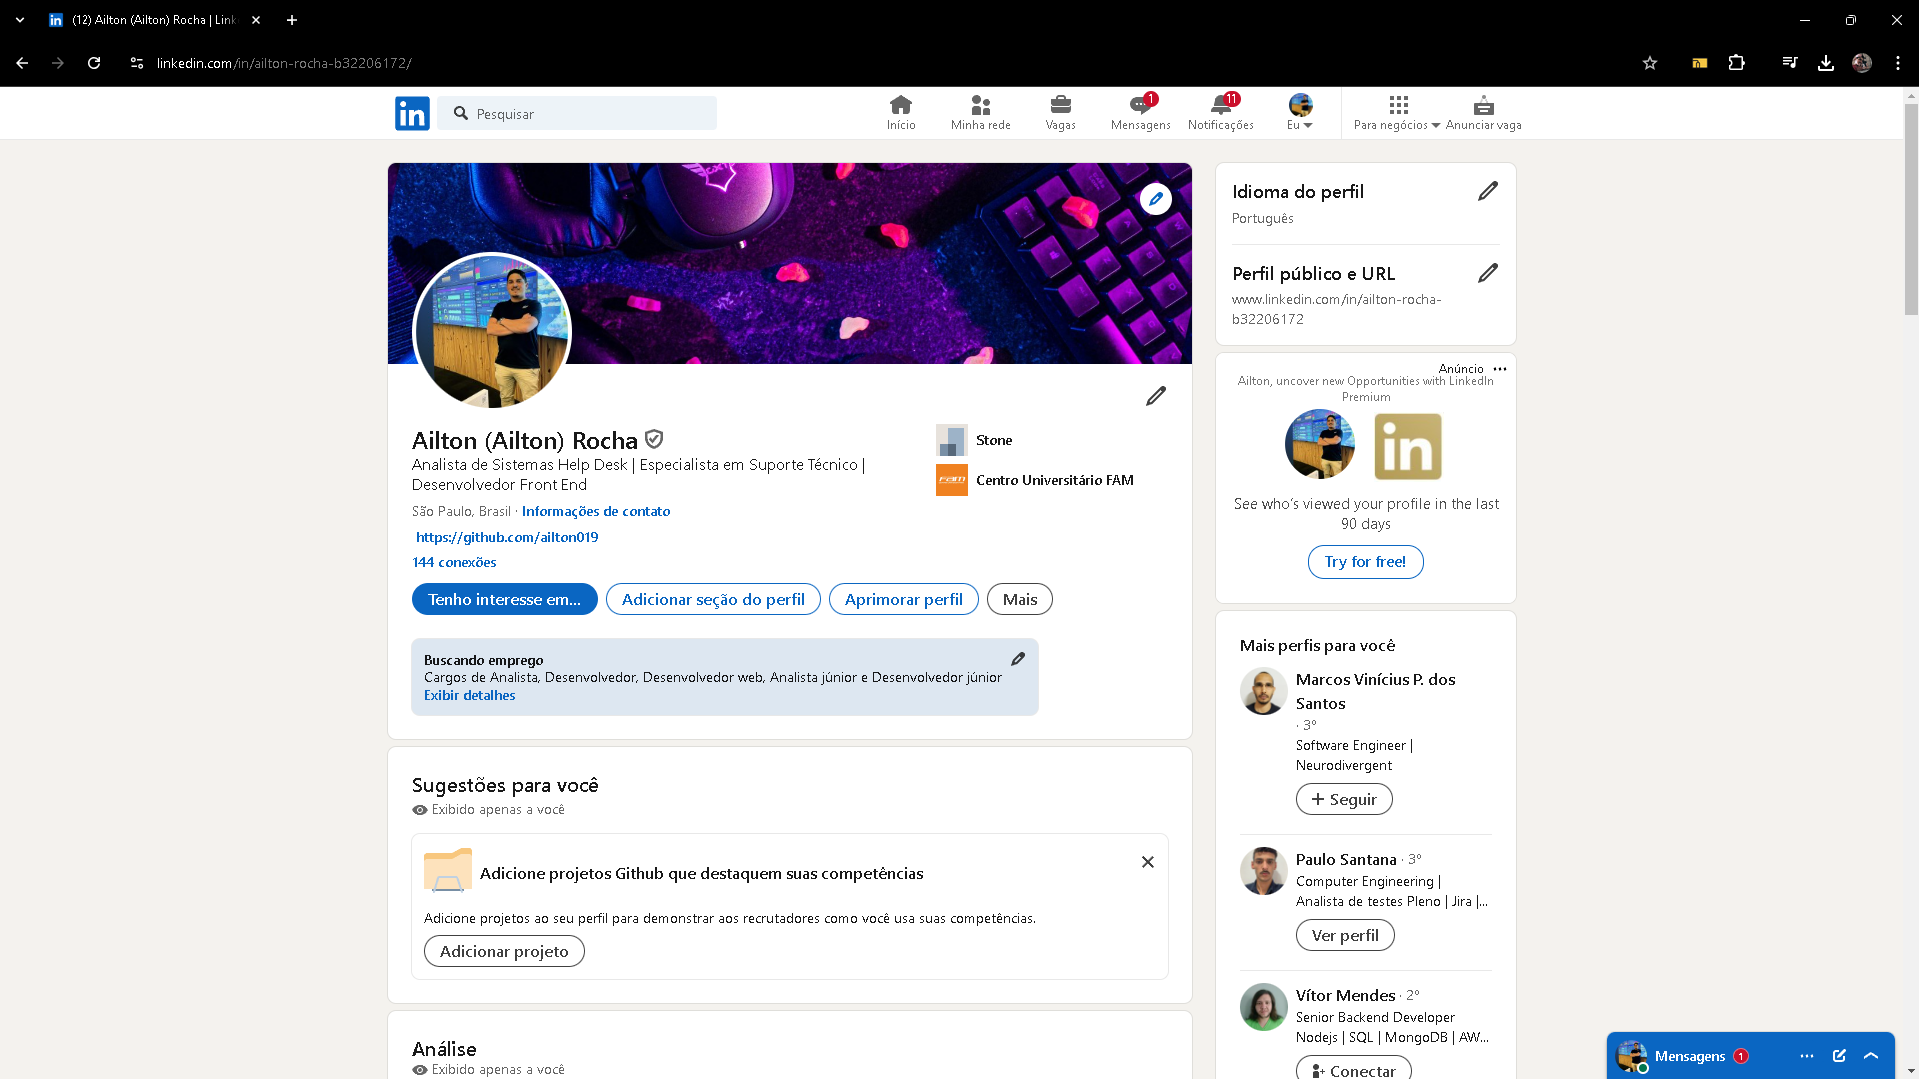 (12) Ailton (Ailton) Rocha | Link
linkedin.com/in/ailton-rocha-b32206172/
in
Pesquisar
Início
Minha rede
1
Mensagens
Vagas
11
Notificações
Eu
Para negócios
Anunciar vaga
Ailton (Ailton) Rocha
Analista de Sistemas Help Desk | Especialista em Suporte Técnico |
Desenvolvedor Front End
São Paulo, Brasil · Informações de contato
https://github.com/ailton019
144 conexões
Stone
FAM
Centro Universitário FAM
Tenho interesse em...
Adicionar seção do perfil
Aprimorar perfil
Mais
Buscando emprego
Cargos de Analista, Desenvolvedor, Desenvolvedor web, Analista júnior e Desenvolvedor júnior
Exibir detalhes
Sugestões para você
Exibido apenas a você
Adicione projetos Github que destaquem suas competências
Adicione projetos ao seu perfil para demonstrar aos recrutadores como você usa suas competências.
Adicionar projeto
Análise
Exibido apenas a você
Idioma do perfil
Português
Perfil público e URL
www.linkedin.com/in/ailton-rocha-
b32206172
Anúncio
Ailton, uncover new Opportunities with LinkedIn
Premium
in
See who's viewed your profile in the last
90 days
Try for free!
Mais perfis para você
Marcos Vinícius P. dos
Santos
· 3º
Software Engineer |
Neurodivergent
Seguir
Paulo Santana · 3º
Computer Engineering |
Analista de testes Pleno | Jira |...
Ver perfil
Vítor Mendes · 2º
Senior Backend Developer
Nodejs | SQL | MongoDB | AW...
Conectar
Mensagens 1